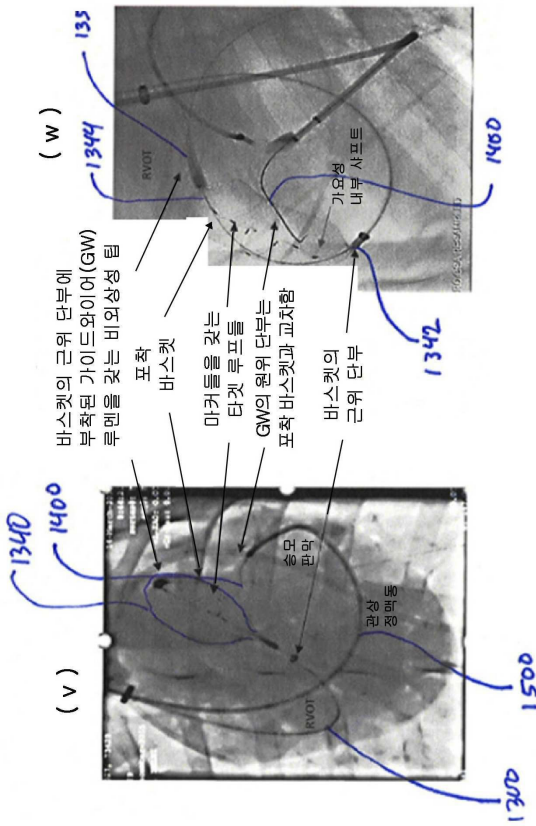 (v)
1340
1400
RVOT
승모
판막
관상
정맥동
1300
1500
바스켓의 근위 단부에
부착된 가이드와이어(GW)
루멘을 갖는 비외상성 팁
포착
바스켓
마커들을 갖는
타겟 루프들
GW의 원위 단부는
포착 바스켓과 교차함
바스켓의
근위 단부
(w)
1344
RVOT
가요성
내부 샤프트
1400
1342